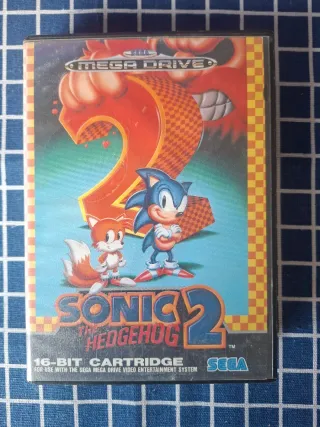 SEGA
MEGA DRIVE
2
SONIC
THE
HEDGEHOG 2
TM
16-BIT CARTRIDGE
FOR USE WITH THE SEGA MEGA DRIVE VIDEO ENTERTAINMENT SYSTEM
SEGA